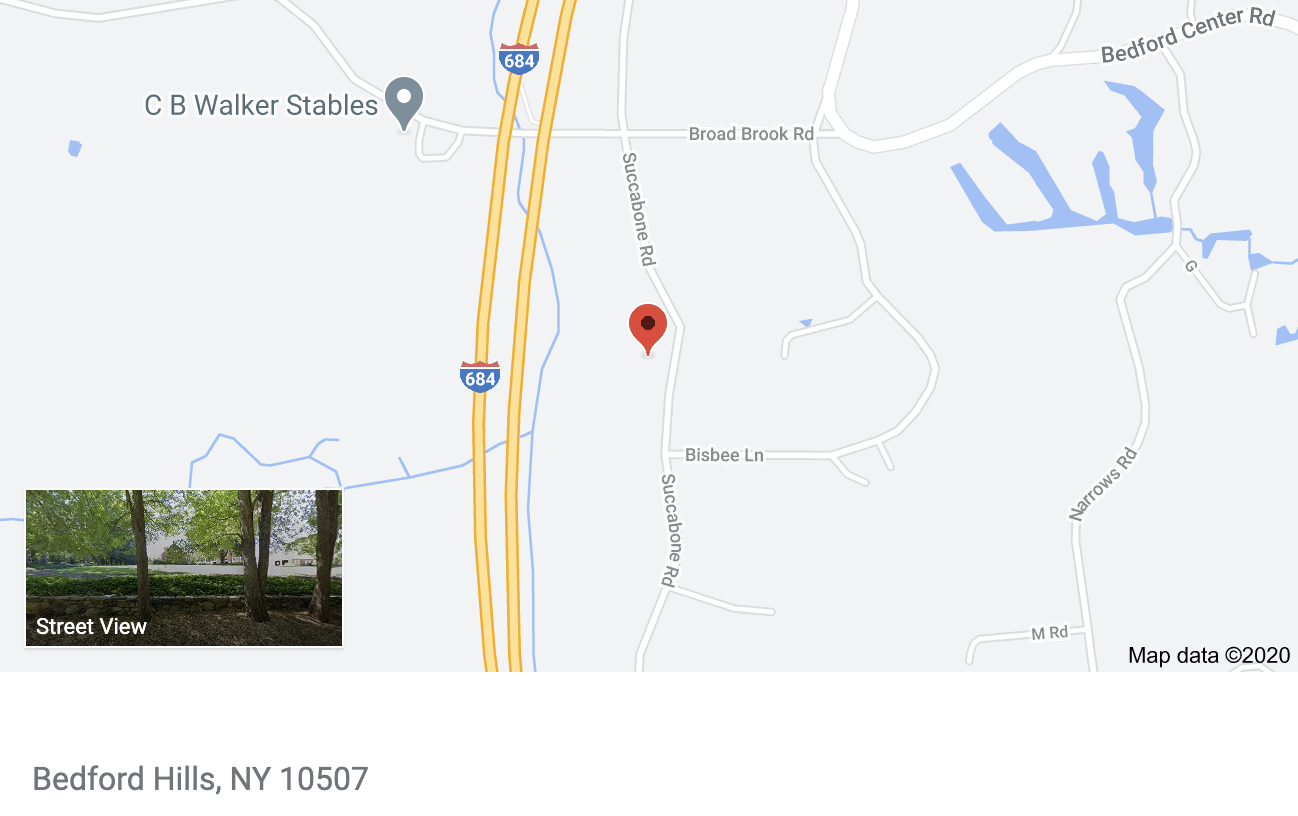 Bedford Center Rd
684
C B Walker Stables
Broad Brook Rd
Succabone Rd
G
684
Bisbee Ln
Narrows Rd
Succabone Rd
Street View
M Rd
Map data ©2020
Bedford Hills, NY 10507